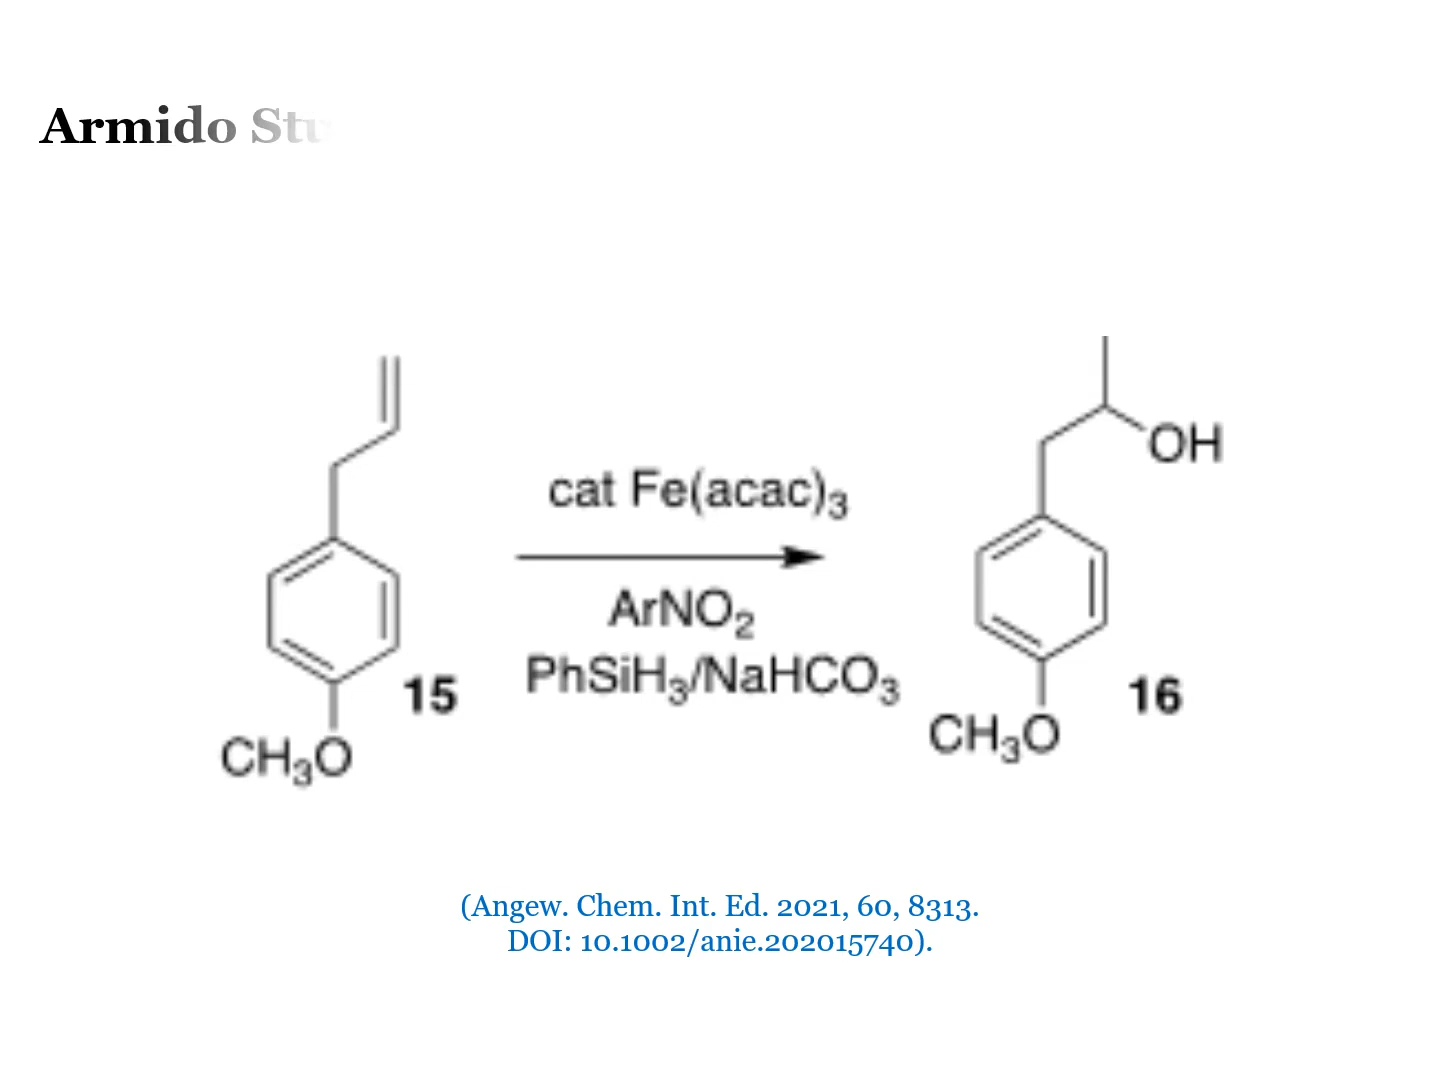 Armido
OH
cat Fe(acac)₃
ArNO₂
PhSiH₃/NaHCO₃
15
16
CH₃O
CH₃O
(Angew. Chem. Int. Ed. 2021, 60, 8313.
DOI: 10.1002/anie.202015740).